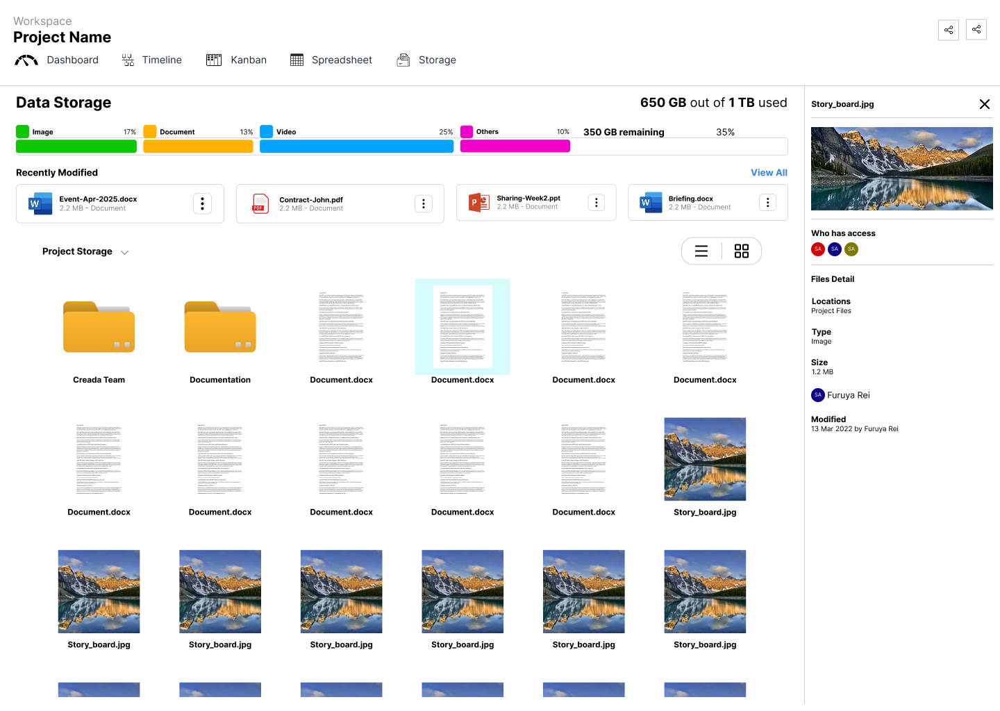 Workspace
Project Name
Dashboard Timeline Kanban Spreadsheet Storage
Data Storage
650 GB out of 1 TB used
Image 17% Document 13% Video 25% Others 10% 350 GB remaining 35%
Recently Modified
View All
W
Event-Apr-2025.docx
2.2 MB - Document
PDF
Contract-John.pdf
2.2 MB - Document
P
Sharing-Week2.ppt
2.2 MB - Document
W
Briefing.docx
2.2 MB - Document
Project Storage
Creada Team Documentation Document.docx Document.docx Document.docx Document.docx
Document.docx Document.docx Document.docx Document.docx Document.docx Story_board.jpg
Story_board.jpg Story_board.jpg Story_board.jpg Story_board.jpg Story_board.jpg Story_board.jpg
Story_board.jpg
Who has access
SA SA SA
Files Detail
Locations
Project Files
Type
Image
Size
1.2 MB
SA Furuya Rei
Modified
13 Mar 2022 by Furuya Rei